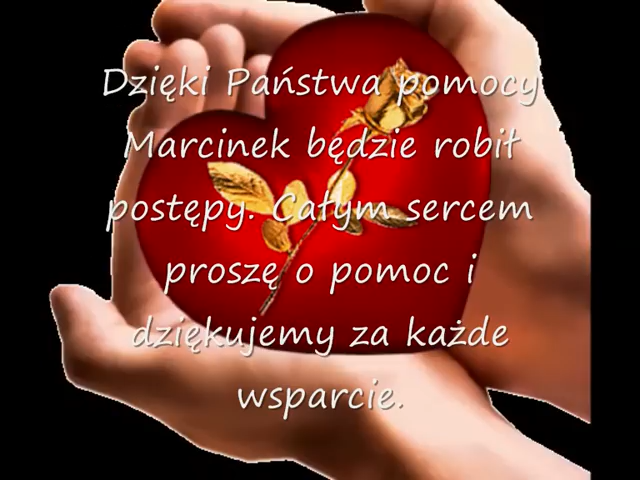 Dzięki Państwa pomocy
Marcinek będzie robił
postępy. Całym sercem
proszę o pomoc i
dziękujemy za każde
wsparcie.